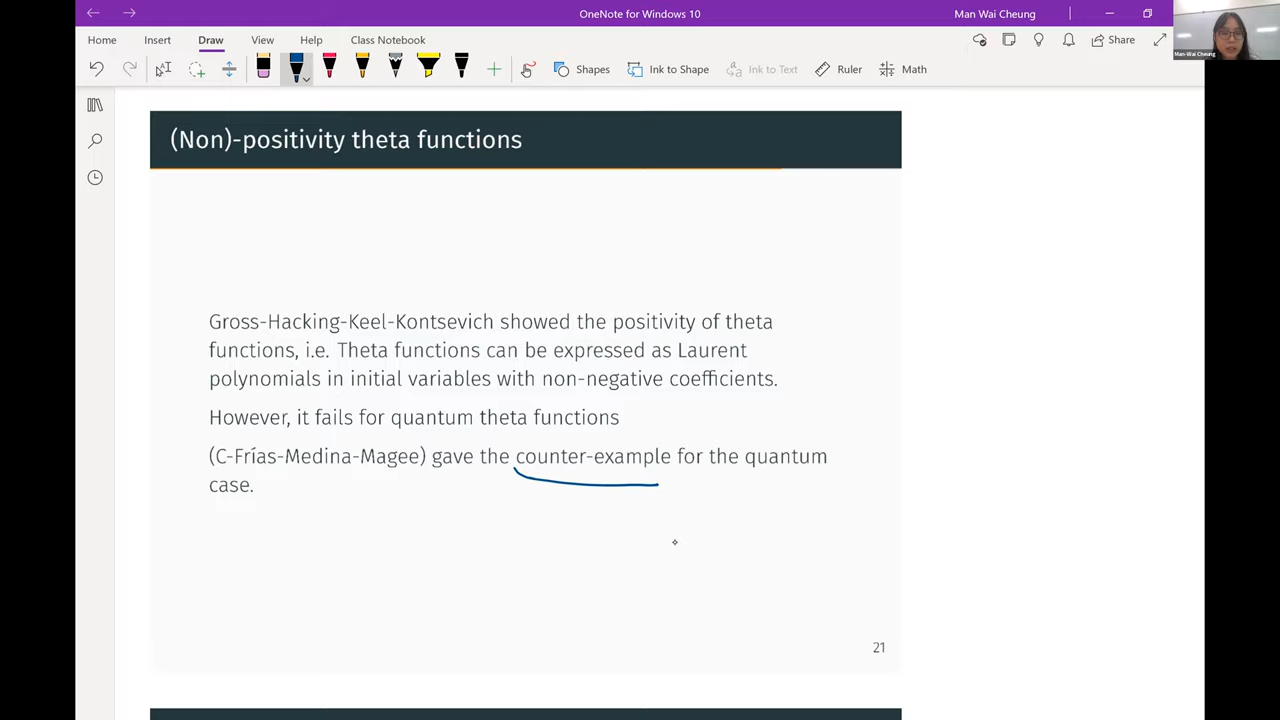 OneNote for Windows 10
Man Wai Cheung
Home Insert Draw View Help Class Notebook
Share
Shapes Ink to Shape Ink to Text Ruler Math
Man-Wai Cheung
(Non)-positivity theta functions
Gross-Hacking-Keel-Kontsevich showed the positivity of theta
functions, i.e. Theta functions can be expressed as Laurent
polynomials in initial variables with non-negative coefficients.
However, it fails for quantum theta functions
(C-Frías-Medina-Magee) gave the counter-example for the quantum
case.
21